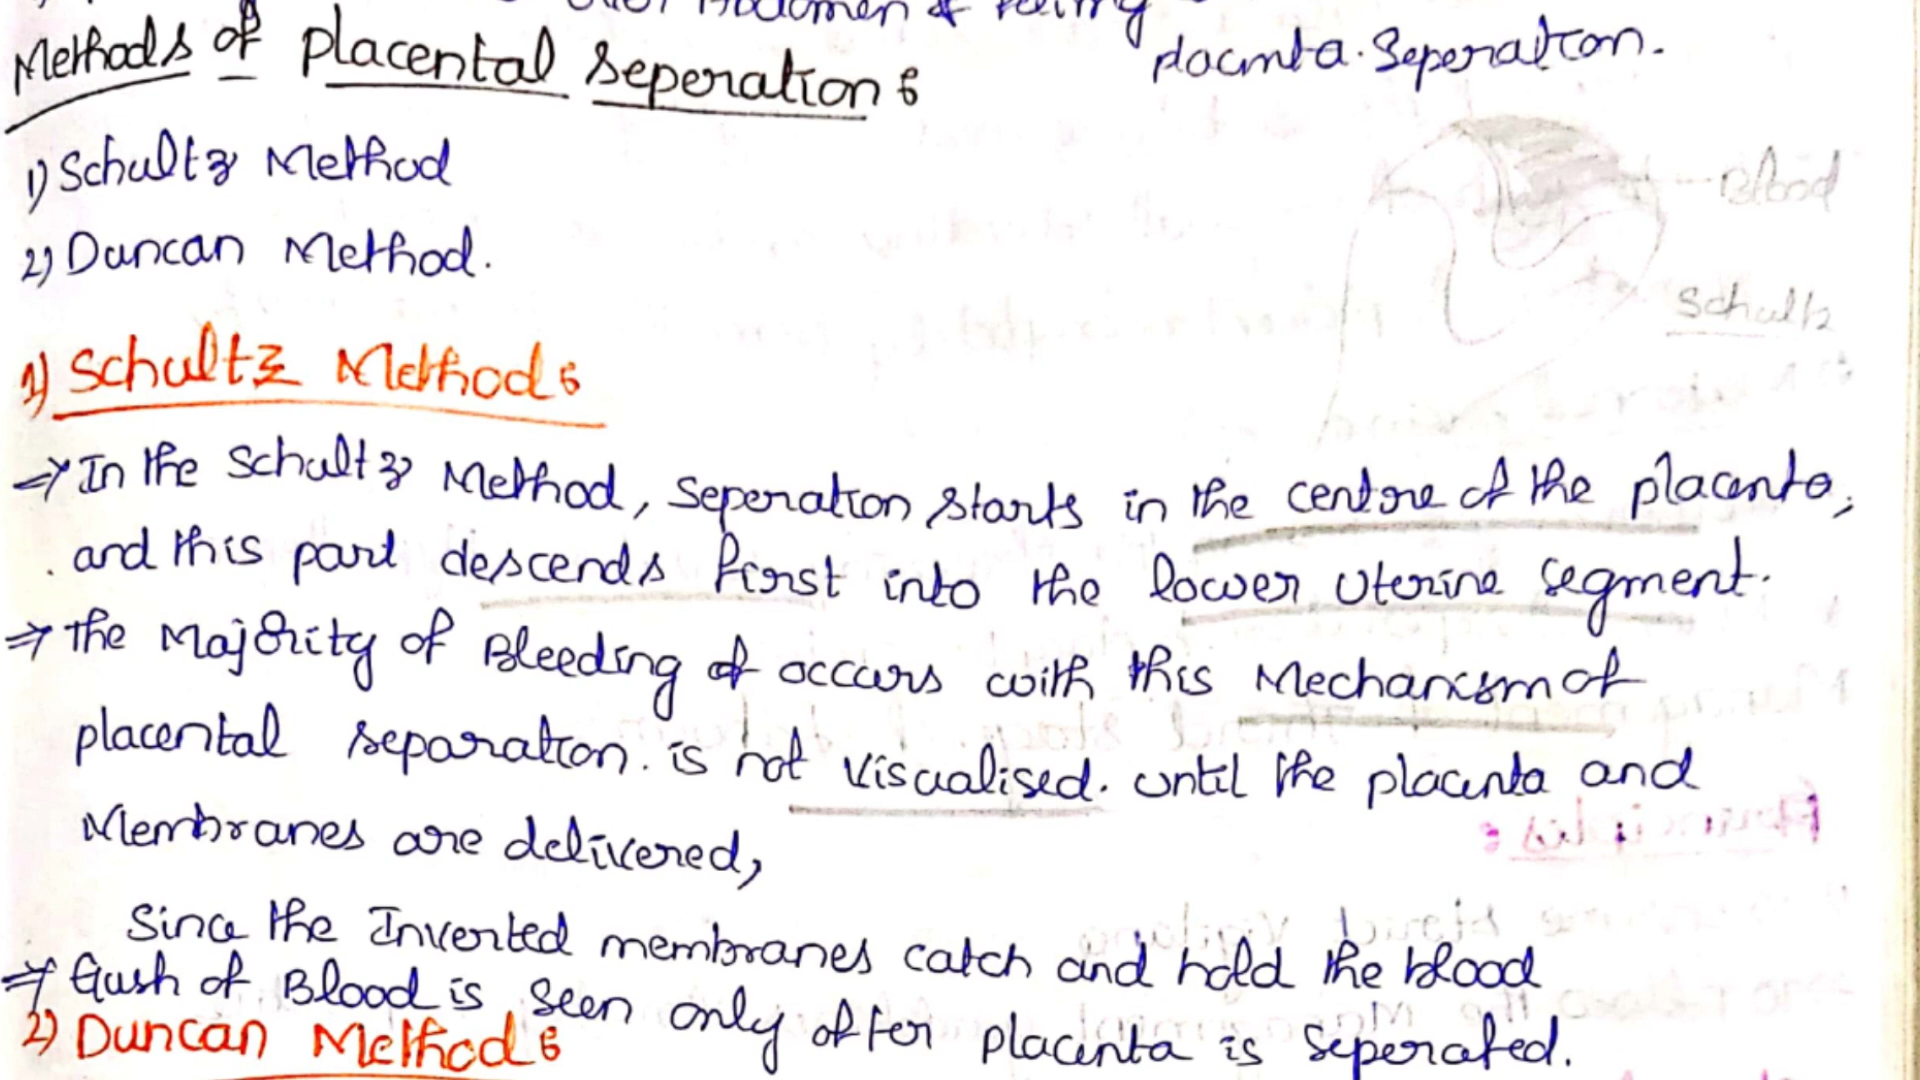 Abdomen & feeling
placenta. Seperation.
Methods of placental seperation :
1) Schultz Method
2) Duncan Method.
Blood
Schultz
1) Schultz Method :
⇒ In the Schultz Method, seperation starts in the centre of the placenta,
and this part descends first into the lower uterine segment.
⇒ The Majority of Bleeding of occurs with this Mechanism of
placental separation. is not visualised. until the placenta and
Membranes are delivered,
Since the Inverted membranes catch and hold the blood
⇒ Gush of Blood is seen only after placenta is seperated.
2) Duncan Method :